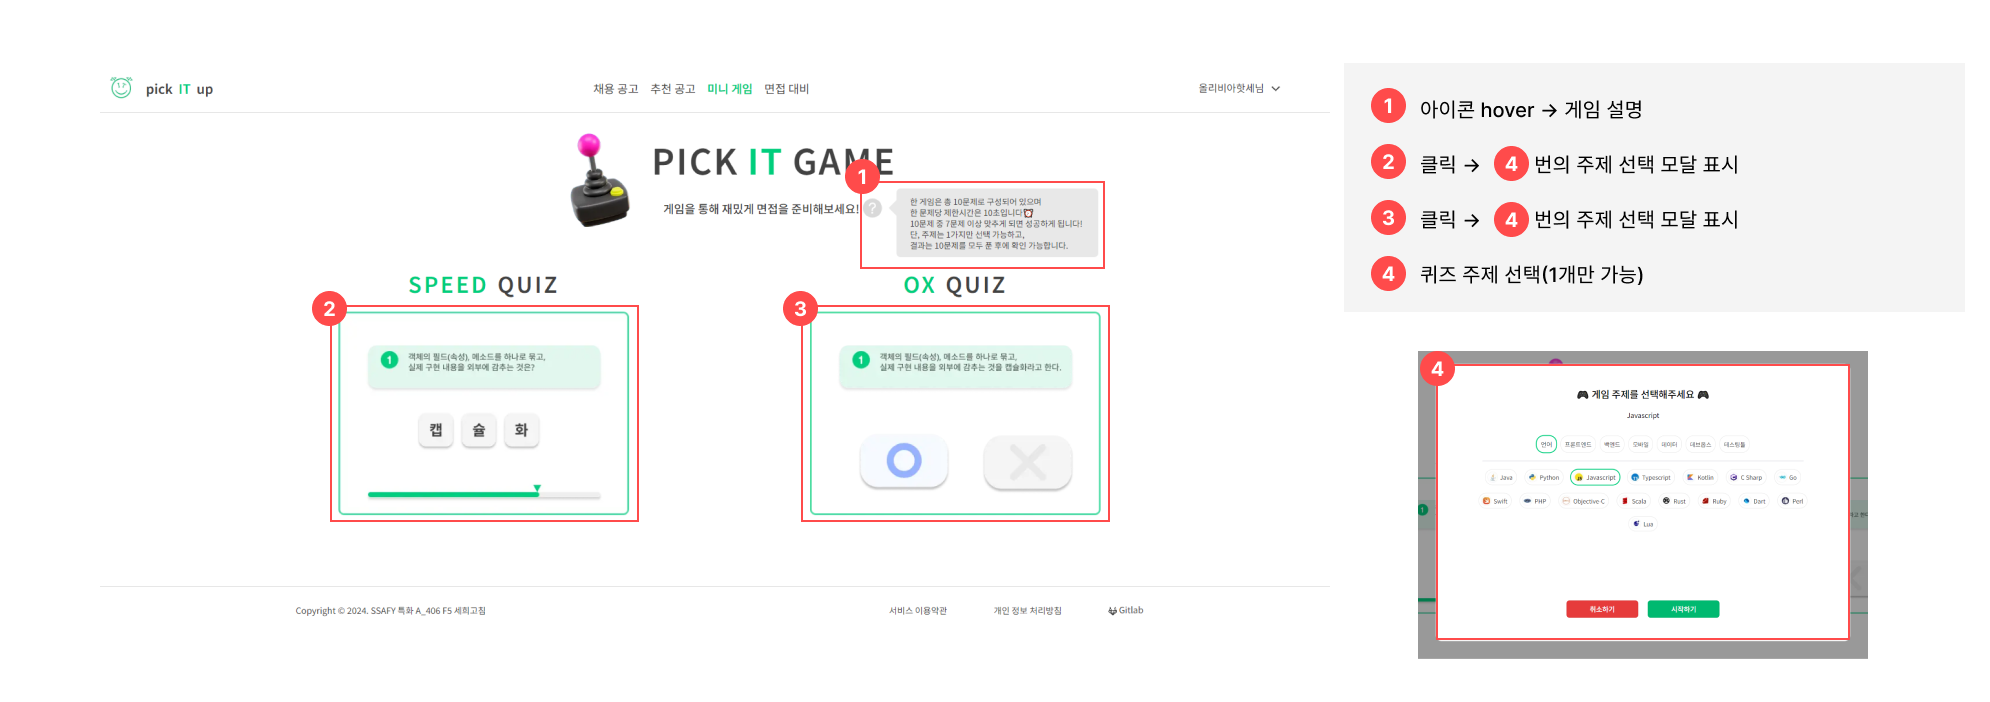 pick IT up
채용 공고 추천 공고 미니 게임 면접 대비
올리비아핫세님
PICK IT GAME
게임을 통해 재밌게 면접을 준비해보세요!
?
1
한 게임은 총 10문제로 구성되어 있으며
한 문제당 제한시간은 10초입니다
10문제 중 7문제 이상 맞추게 되면 성공하게 됩니다!
단, 주제는 1가지만 선택 가능하고,
결과는 10문제를 모두 푼 후에 확인 가능합니다.
SPEED QUIZ
2
1
객체의 필드(속성), 메소드를 하나로 묶고,
실제 구현 내용을 외부에 감추는 것은?
캡 슐 화
OX QUIZ
3
1
객체의 필드(속성), 메소드를 하나로 묶고,
실제 구현 내용을 외부에 감추는 것을 캡슐화라고 한다.
Copyright © 2024. SSAFY 특화 A_406 F5 세희고침
서비스 이용약관
개인 정보 처리방침
Gitlab
1 아이콘 hover → 게임 설명
2 클릭 → 4 번의 주제 선택 모달 표시
3 클릭 → 4 번의 주제 선택 모달 표시
4 퀴즈 주제 선택(1개만 가능)
4
게임 주제를 선택해주세요
Javascript
언어 프론트엔드 백엔드 모바일 데이터 데브옵스 테스팅툴
Java Python Javascript Typescript Kotlin C Sharp Go
Swift PHP Objective-C Scala Rust Ruby Dart Perl
Lua
취소하기 시작하기
1